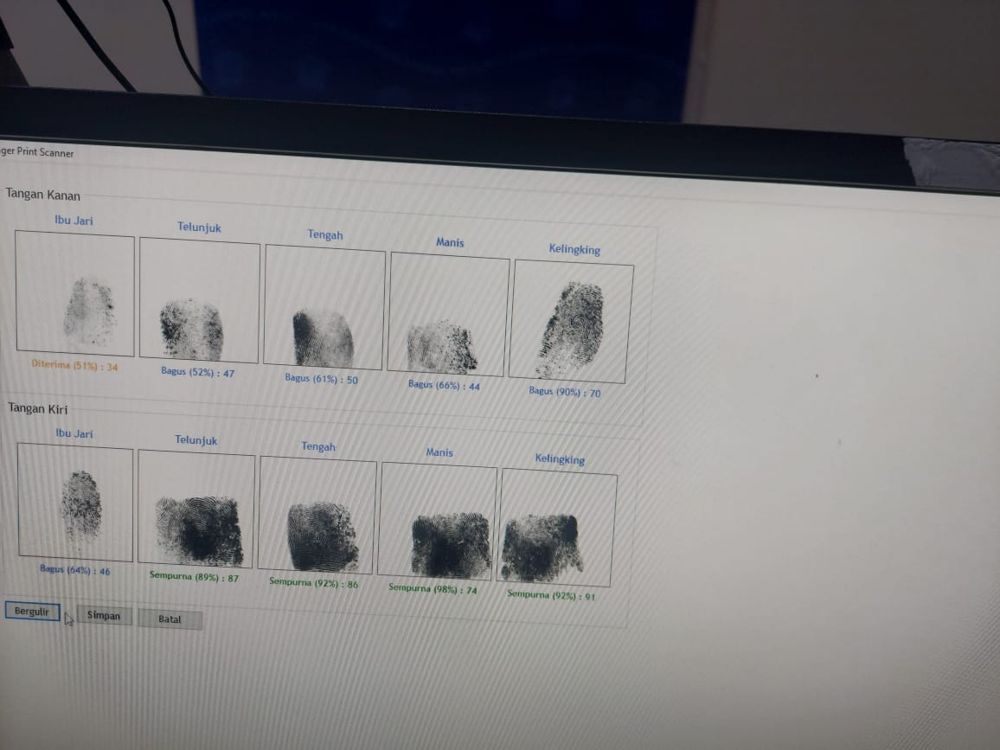 ger Print Scanner
Tangan Kanan
Ibu Jari
Telunjuk
Tengah
Manis
Kelingking
Diterima (51%) : 34
Bagus (52%) : 47
Bagus (61%) : 50
Bagus (66%) : 44
Bagus (90%) : 70
Tangan Kiri
Ibu Jari
Telunjuk
Tengah
Manis
Kelingking
Bagus (64%) : 46
Sempurna (89%) : 87
Sempurna (92%) : 86
Sempurna (98%) : 74
Sempurna (92%) : 91
Bergulir
Simpan
Batal